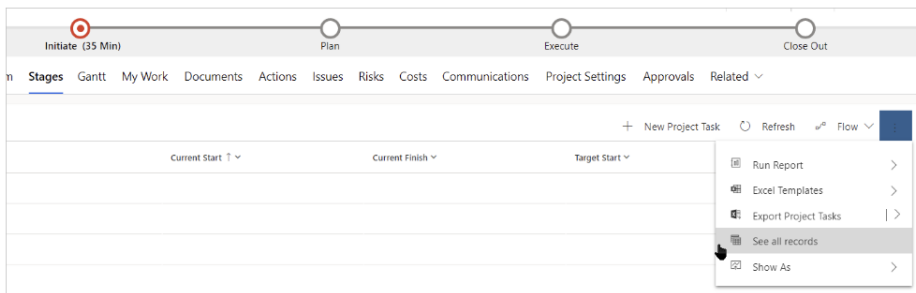 Initiate (35 Min) Plan Execute Close Out
Stages Gantt My Work Documents Actions Issues Risks Costs Communications Project Settings Approvals Related
New Project Task Refresh Flow
Current Start Current Finish Target Start
Run Report
Excel Templates
Export Project Tasks
See all records
Show As